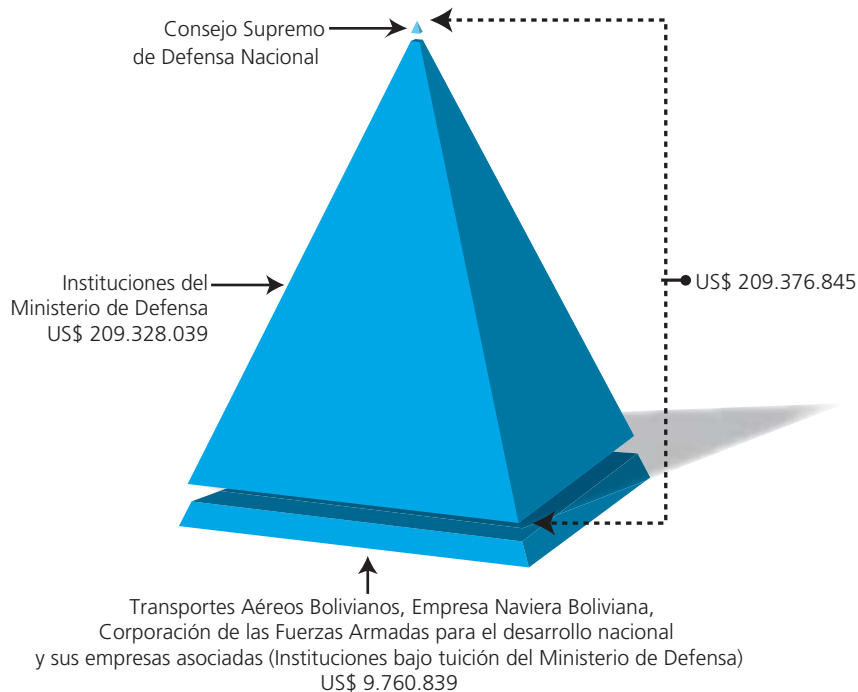 Consejo Supremo
de Defensa Nacional
Instituciones del
Ministerio de Defensa
US$ 209.328.039
US$ 209.376.845
Transportes Aéreos Bolivianos, Empresa Naviera Boliviana,
Corporación de las Fuerzas Armadas para el desarrollo nacional
y sus empresas asociadas (Instituciones bajo tuición del Ministerio de Defensa)
US$ 9.760.839